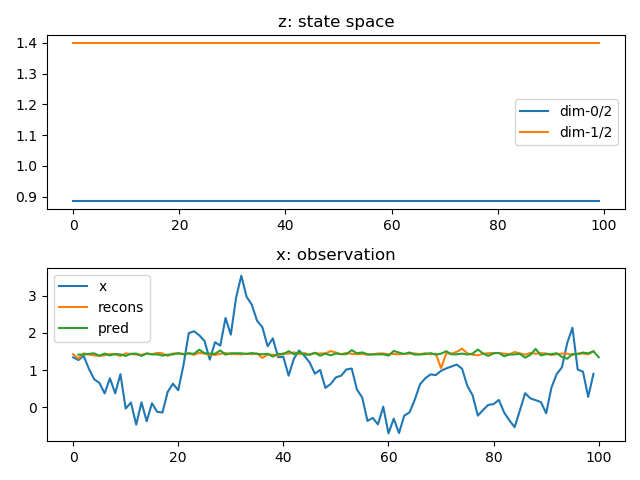 z: state space
1.4
1.3
1.2
1.1
1.0
0.9
dim-0/2
dim-1/2
0 20 40 60 80 100
x: observation
3
2
1
0
x
recons
pred
0 20 40 60 80 100